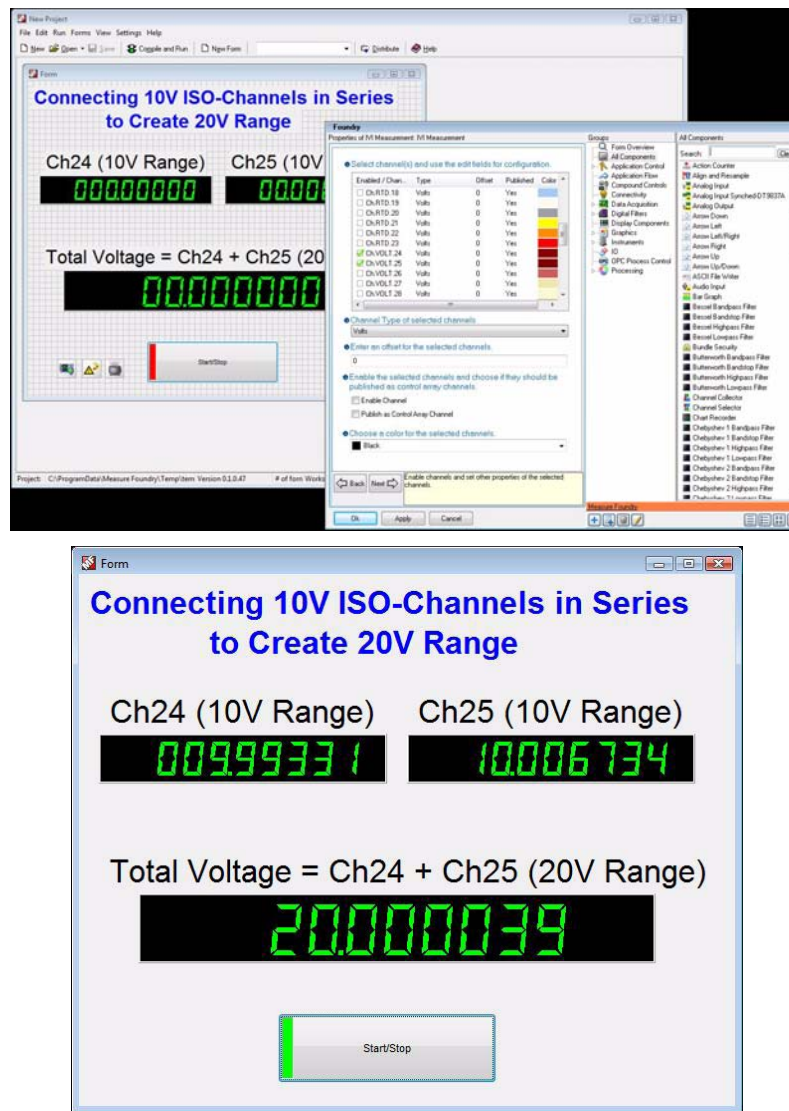 New Project
File Edit Run Forms View Settings Help
New Open Save Compile and Run New Form Distribute Help
Form
Connecting 10V ISO-Channels in Series
to Create 20V Range
Ch24 (10V Range) Ch25 (10V
000.00000
Total Voltage = Ch24 + Ch25 (20
00.000000
Start/Stop
Project: C:\ProgramData\Measure Foundry\Temp\Item Version 0.1.0.47 # of form Works
Foundry
Properties of IVI Measurement: IVI Measurement
Select channel(s) and use the edit fields for configuration.
Enabled / Chan... Type Offset Published Color
Ch.RTD.18 Volts 0 Yes
Ch.RTD.19 Volts 0 Yes
Ch.RTD.20 Volts 0 Yes
Ch.RTD.21 Volts 0 Yes
Ch.RTD.22 Volts 0 Yes
Ch.RTD.23 Volts 0 Yes
Ch.VOLT.24 Volts 0 Yes
Ch.VOLT.25 Volts 0 Yes
Ch.VOLT.26 Volts 0 Yes
Ch.VOLT.27 Volts 0 Yes
Ch.VOLT.28 Volts 0 Yes
Channel Type of selected channels
Volts
Enter an offset for the selected channels.
0
Enable the selected channels and choose if they should be
published as control array channels
Enable Channel
Publish as Control Array Channel
Choose a color for the selected channels.
Black
Back Next
Enable channels and set other properties of the selected
channels.
Ok Apply Cancel
Groups
Form Overview
All Components
Application Control
Application Flow
Compound Controls
Connectivity
Data Acquisition
Digital Filters
Display Components
Graphics
Instruments
IO
OPC Process Control
Processing
Measure Foundry
All Components
Search:
Action Counter
Align and Resample
Analog Input
Analog Input Synched DT9837A
Analog Output
Arrow Down
Arrow Left
Arrow Left/Right
Arrow Right
Arrow Up
Arrow Up/Down
ASCII File Writer
Audio Input
Bar Graph
Bessel Bandpass Filter
Bessel Bandstop Filter
Bessel Highpass Filter
Bessel Lowpass Filter
Bundle Security
Butterworth Bandpass Filter
Butterworth Bandstop Filter
Butterworth Highpass Filter
Butterworth Lowpass Filter
Channel Collector
Channel Selector
Chart Recorder
Chebyshev 1 Bandpass Filter
Chebyshev 1 Bandstop Filter
Chebyshev 1 Highpass Filter
Chebyshev 1 Lowpass Filter
Chebyshev 2 Bandpass Filter
Chebyshev 2 Bandstop Filter
Chebyshev 2 Highpass Filter
Chebyshev 2 Lowpass Filter
Form
Connecting 10V ISO-Channels in Series
to Create 20V Range
Ch24 (10V Range) Ch25 (10V Range)
009.99331 10.006734
Total Voltage = Ch24 + Ch25 (20V Range)
20.000039
Start/Stop